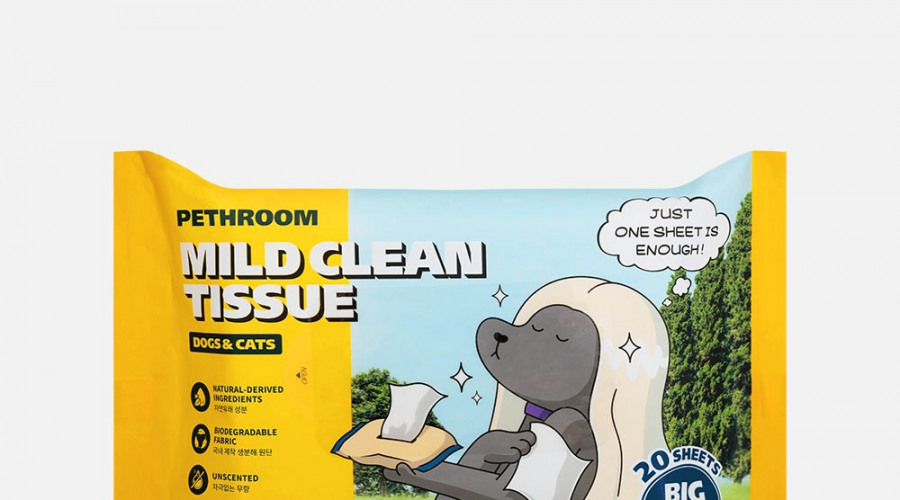 PETHROOM
MILD CLEAN
TISSUE
DOGS & CATS
OPEN
NATURAL-DERIVED
INGREDIENTS
자연유래 성분
BIODEGRADABLE
FABRIC
국내 제작 생분해 원단
UNSCENTED
자극없는 무향
JUST
ONE SHEET IS
ENOUGH!
20 SHEETS
BIG